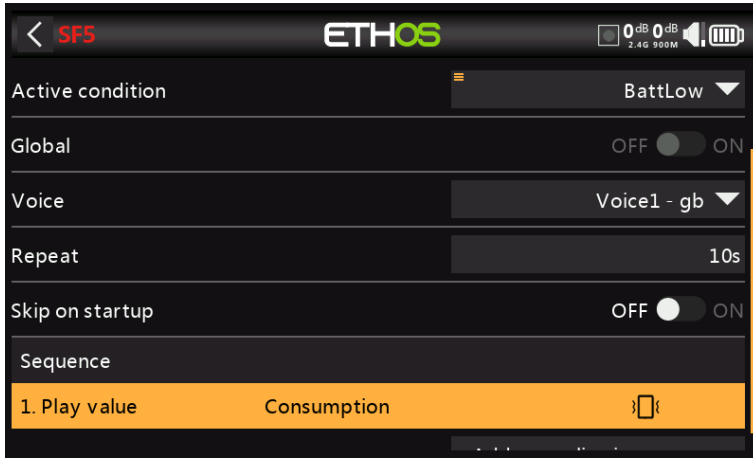 SF5 ETHOS 0dB 0dB
2.4G 900M
Active condition BattLow
Global OFF ON
Voice Voice1 - gb
Repeat 10s
Skip on startup OFF ON
Sequence
1. Play value Consumption